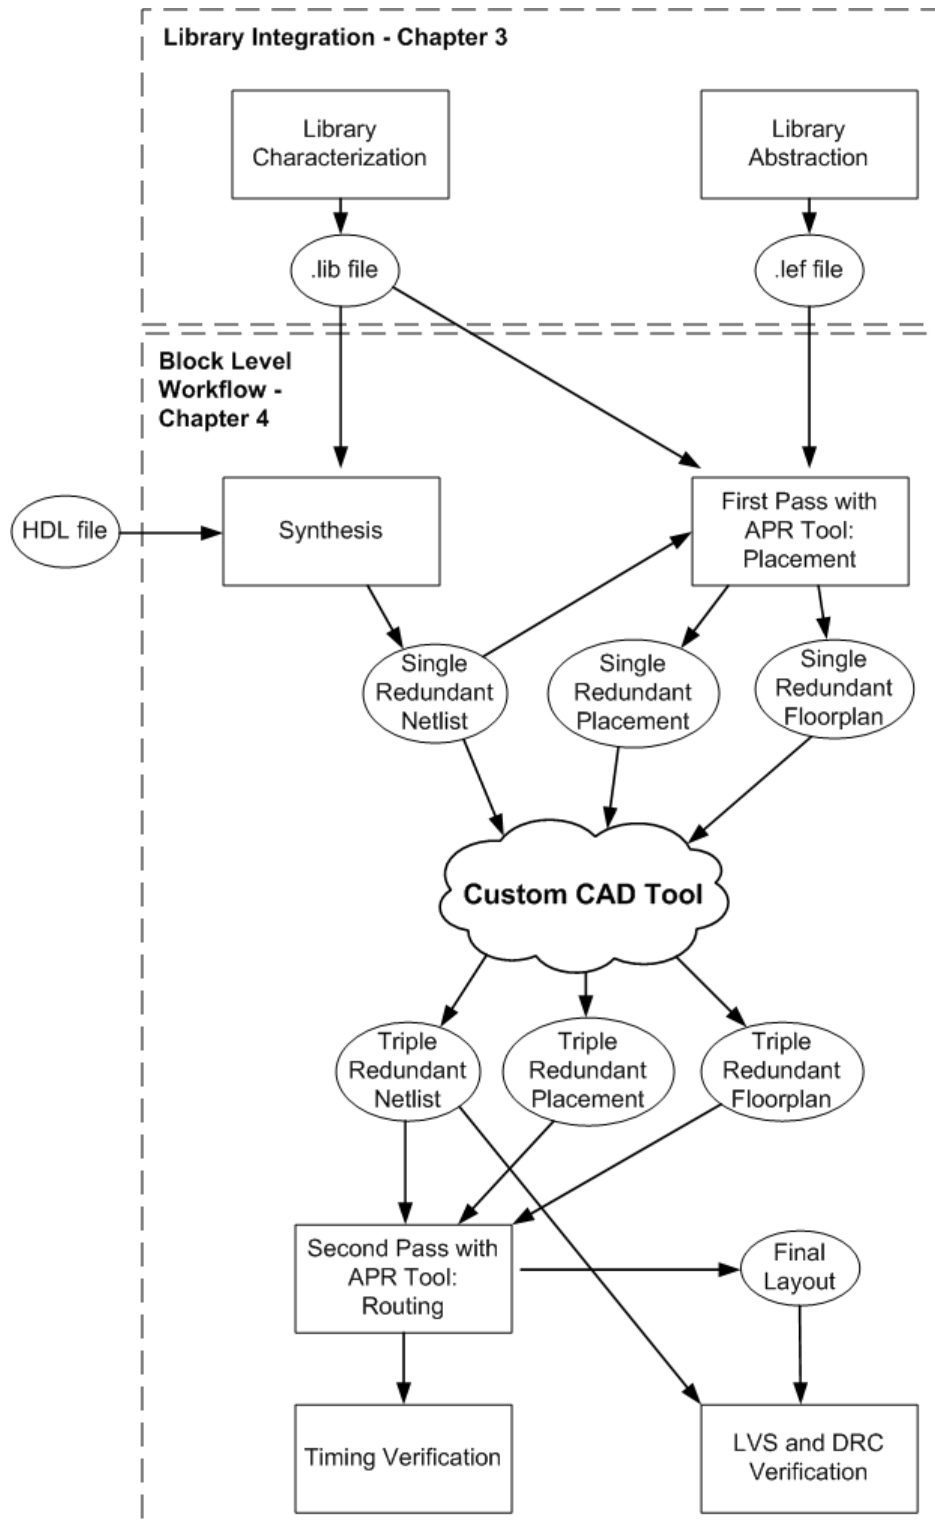 Library Integration - Chapter 3
Library
Characterization
Library
Abstraction
.lib file
.lef file
Block Level
Workflow -
Chapter 4
HDL file
Synthesis
First Pass with
APR Tool:
Placement
Single
Redundant
Netlist
Single
Redundant
Placement
Single
Redundant
Floorplan
Custom CAD Tool
Triple
Redundant
Netlist
Triple
Redundant
Placement
Triple
Redundant
Floorplan
Second Pass with
APR Tool:
Routing
Final
Layout
Timing Verification
LVS and DRC
Verification